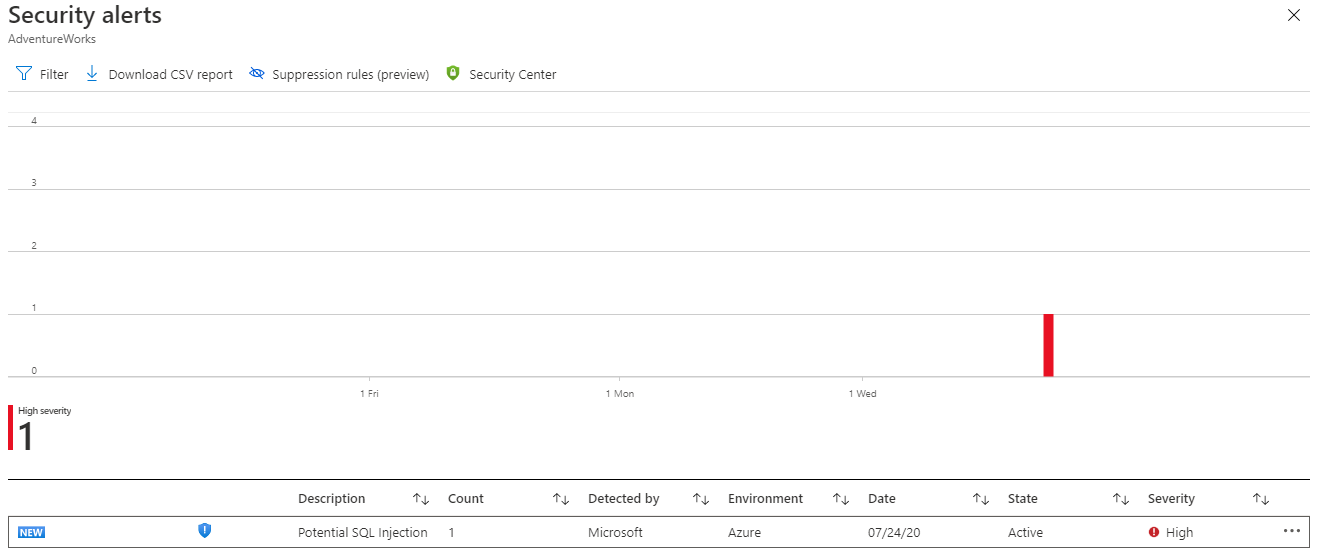 Security alerts
AdventureWorks
Filter Download CSV report Suppression rules (preview) Security Center
4
3
2
1
0
1 Fri 1 Mon 1 Wed
High severity
1
Description Count Detected by Environment Date State Severity
NEW Potential SQL Injection 1 Microsoft Azure 07/24/20 Active High